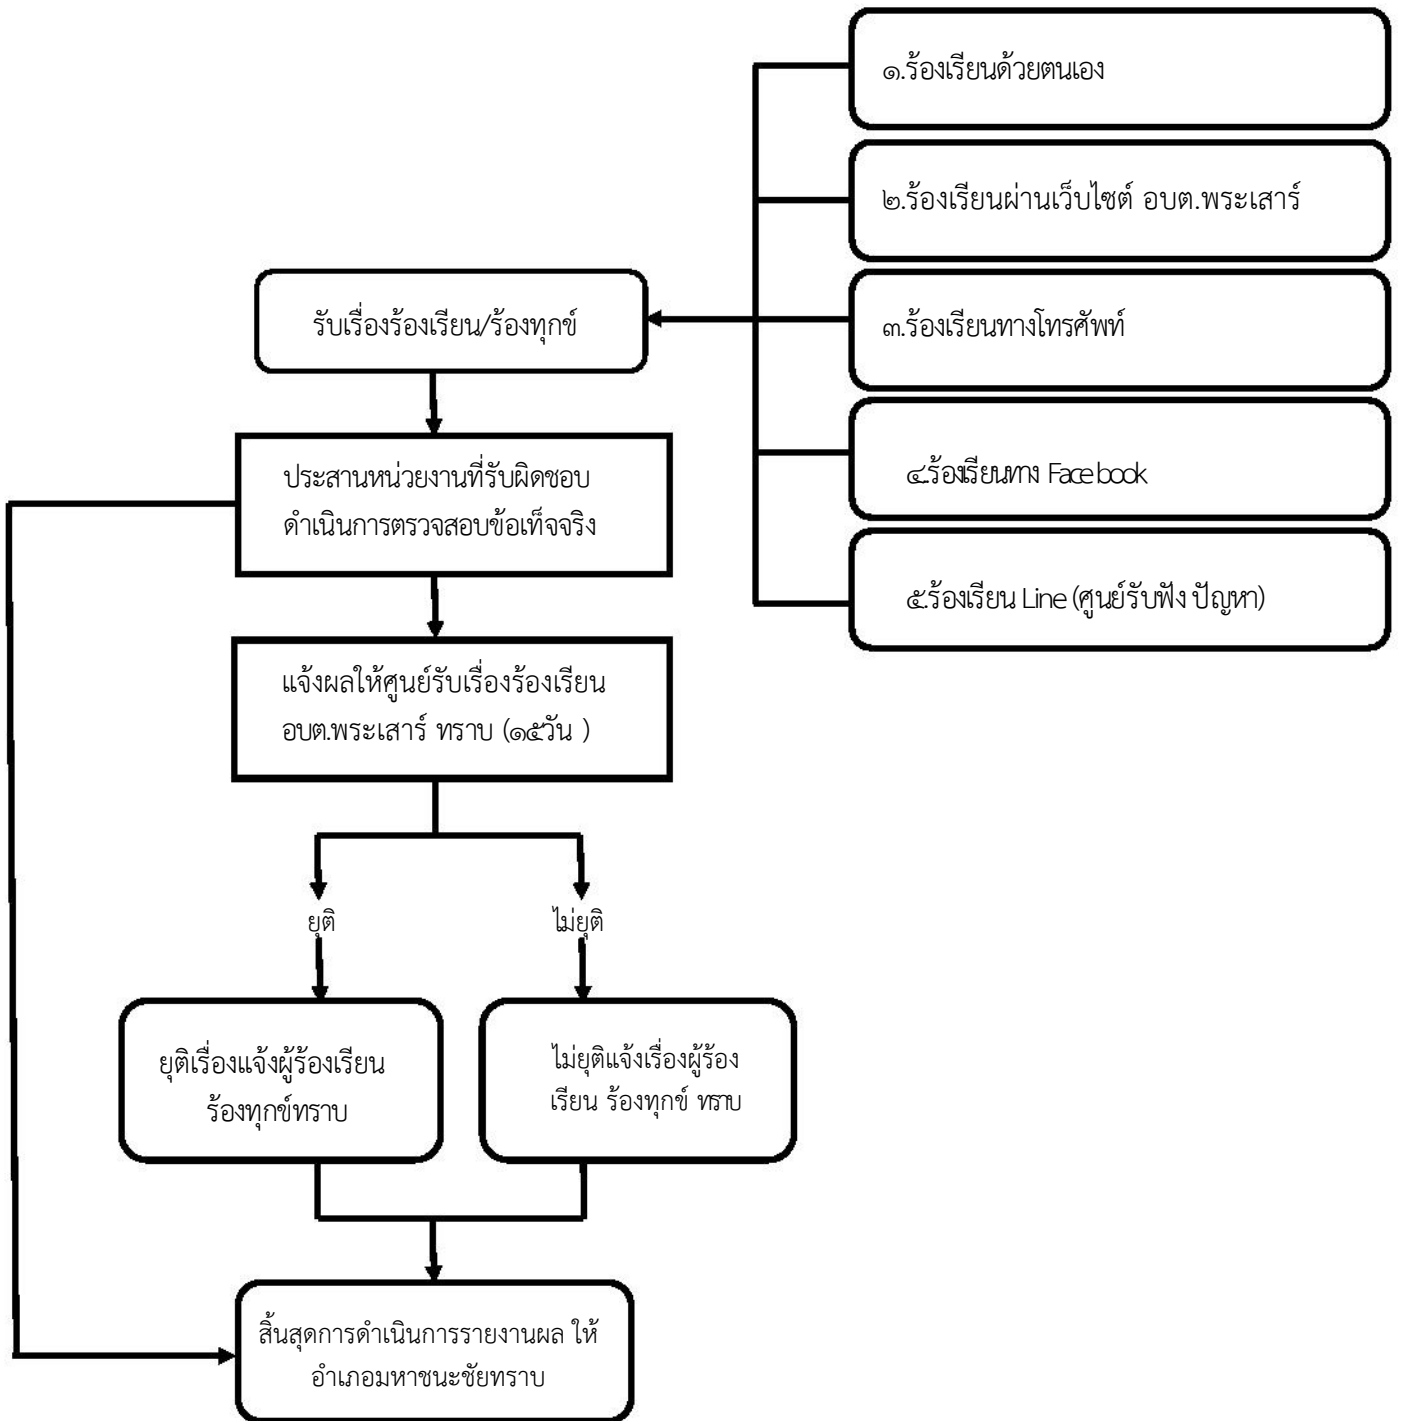 ๑.ร้องเรียนด้วยตนเอง
๒.ร้องเรียนผ่านเว็บไซต์ อบต.พระเสาร์
๓.ร้องเรียนทางโทรศัพท์
๔.ร้องเรียนทาง Facebook
๕.ร้องเรียน Line (ศูนย์รับฟัง ปัญหา)
รับเรื่องร้องเรียน/ร้องทุกข์
ประสานหน่วยงานที่รับผิดชอบ
ดำเนินการตรวจสอบข้อเท็จจริง
แจ้งผลให้ศูนย์รับเรื่องร้องเรียน
อบต.พระเสาร์ ทราบ (๑๕วัน )
ยุติ
ไม่ยุติ
ยุติเรื่องแจ้งผู้ร้องเรียน
ร้องทุกข์ทราบ
ไม่ยุติแจ้งเรื่องผู้ร้อง
เรียน ร้องทุกข์ ทราบ
สิ้นสุดการดำเนินการรายงานผล ให้
อำเภอมหาชนะชัยทราบ